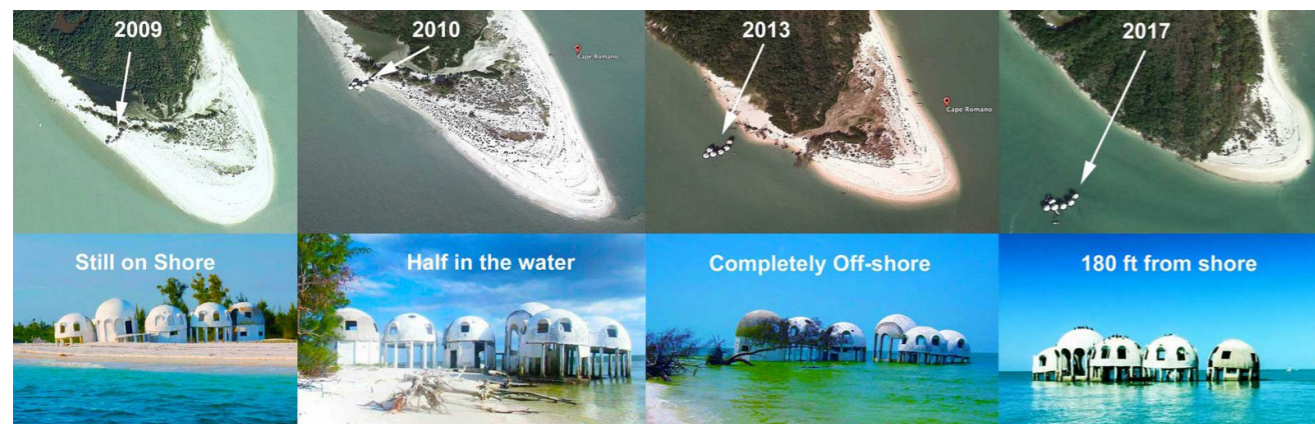 2009
2010
Cape Romano
2013
Cape Romano
2017
Still on Shore
Half in the water
Completely Off-shore
180 ft from shore